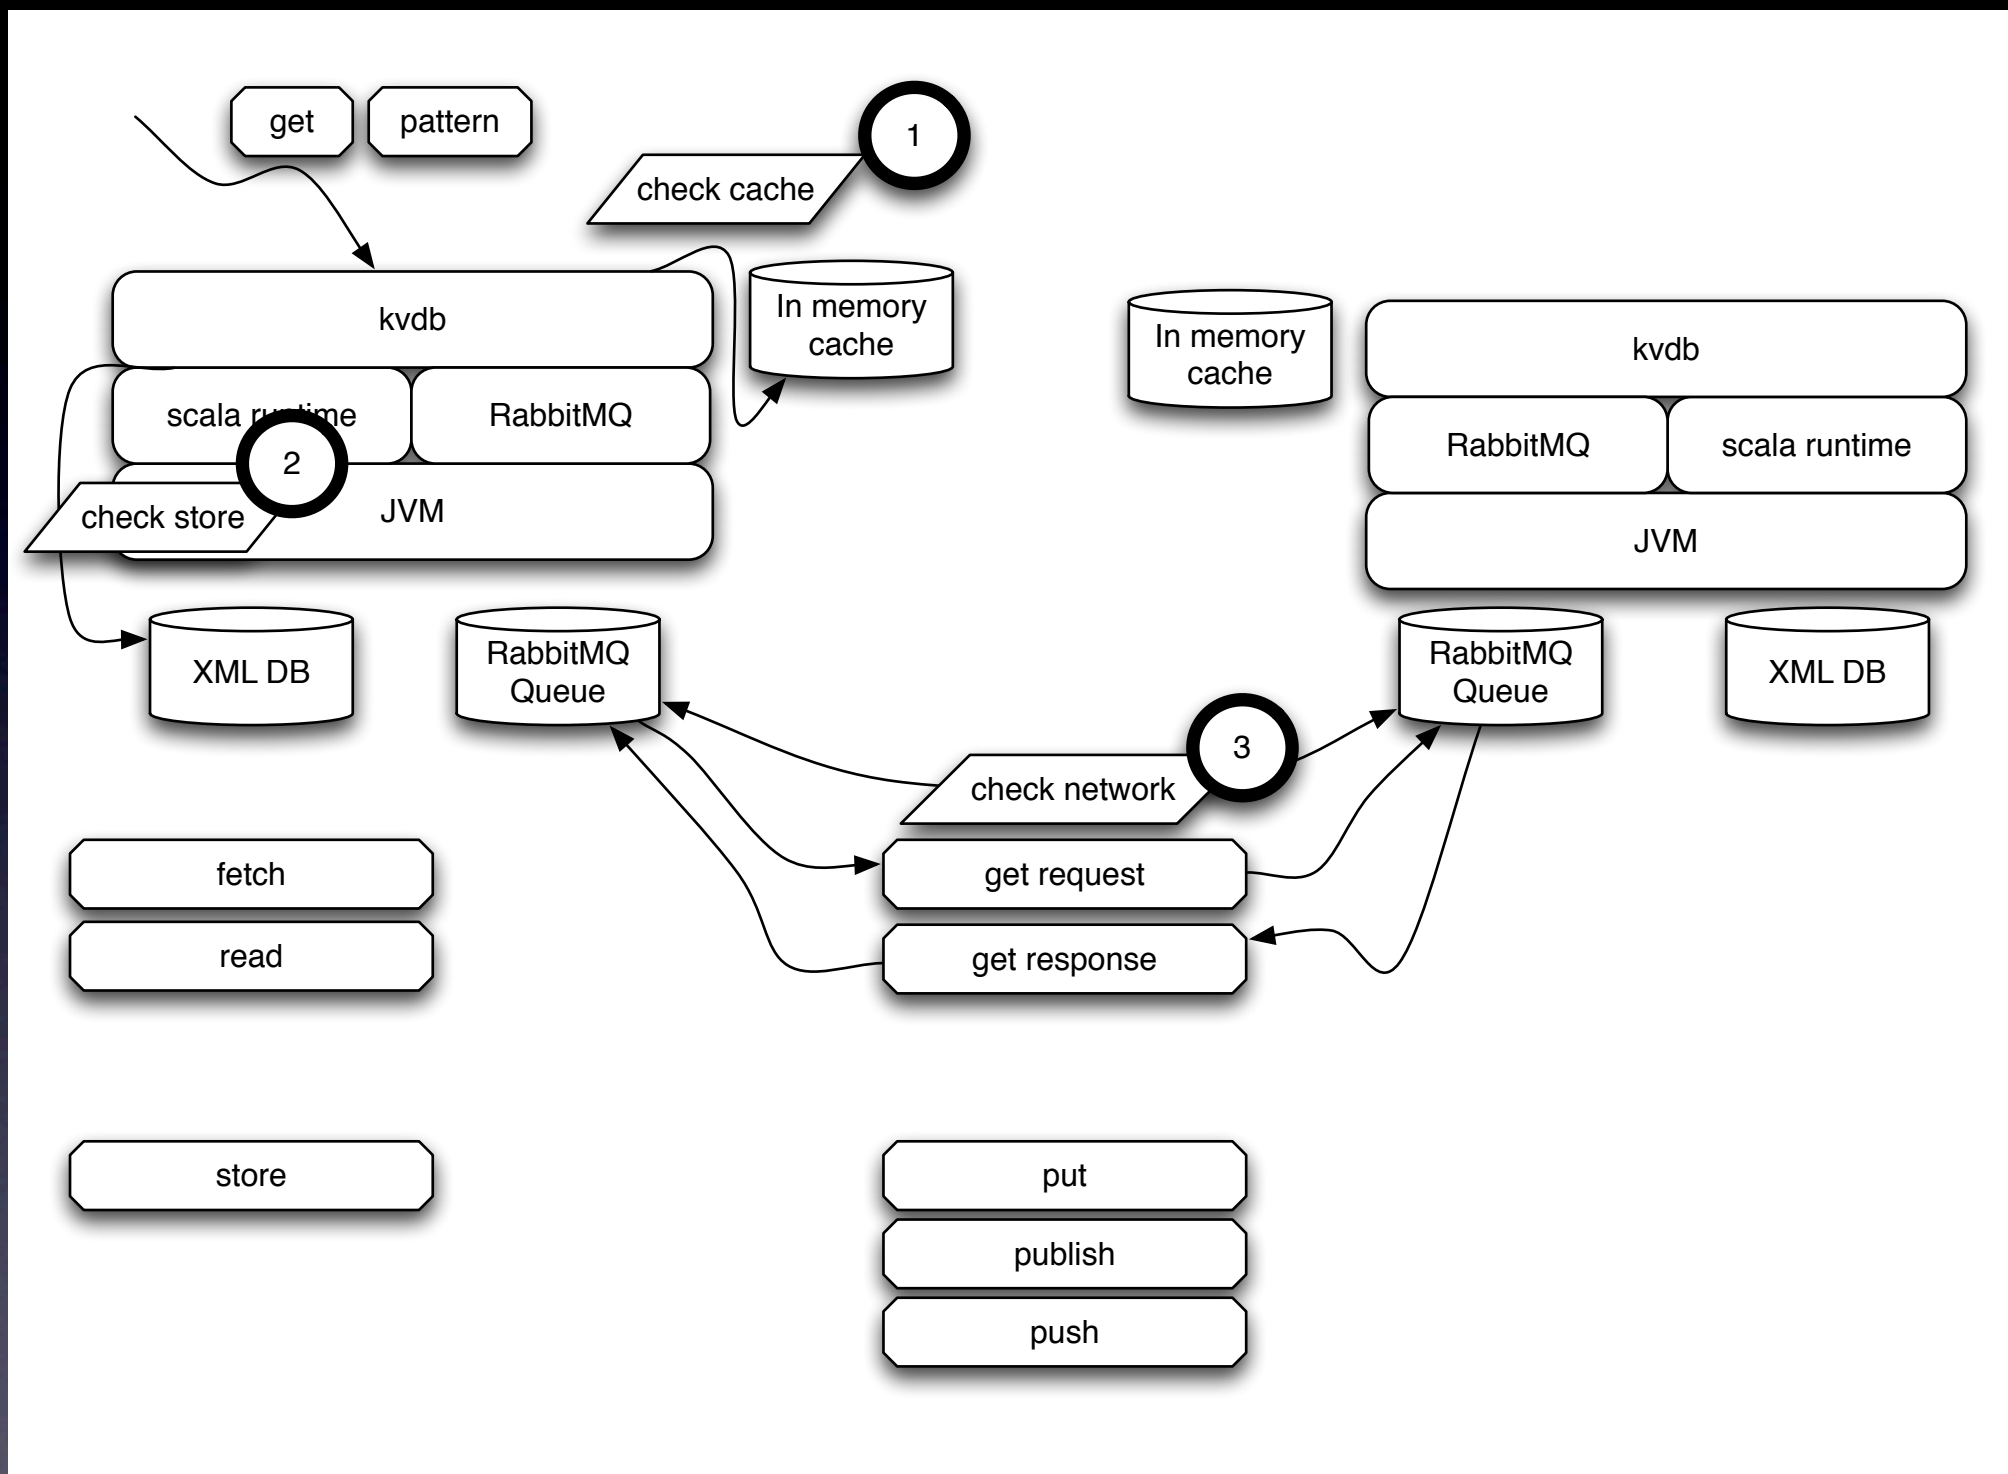 get
pattern
1
check cache
kvdb
In memory
cache
scala runtime
RabbitMQ
2
check store
JVM
XML DB
RabbitMQ
Queue
In memory
cache
kvdb
RabbitMQ
scala runtime
JVM
RabbitMQ
Queue
XML DB
3
check network
get request
get response
fetch
read
store
put
publish
push